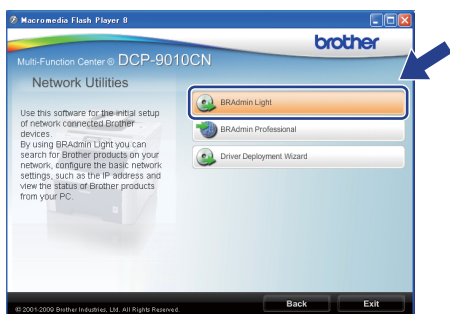 Macromedia Flash Player 8
brother
Multi-Function Center ® DCP-9010CN
Network Utilities
Use this software for the initial setup
of network connected Brother
devices.
By using BRAdmin Light you can
search for Brother products on your
network, configure the basic network
settings, such as the IP address and
view the status of Brother products
from your PC.
BRAdmin Light
BRAdmin Professional
Driver Deployment Wizard
© 2001-2009 Brother Industries, Ltd. All Rights Reserved.
Back
Exit